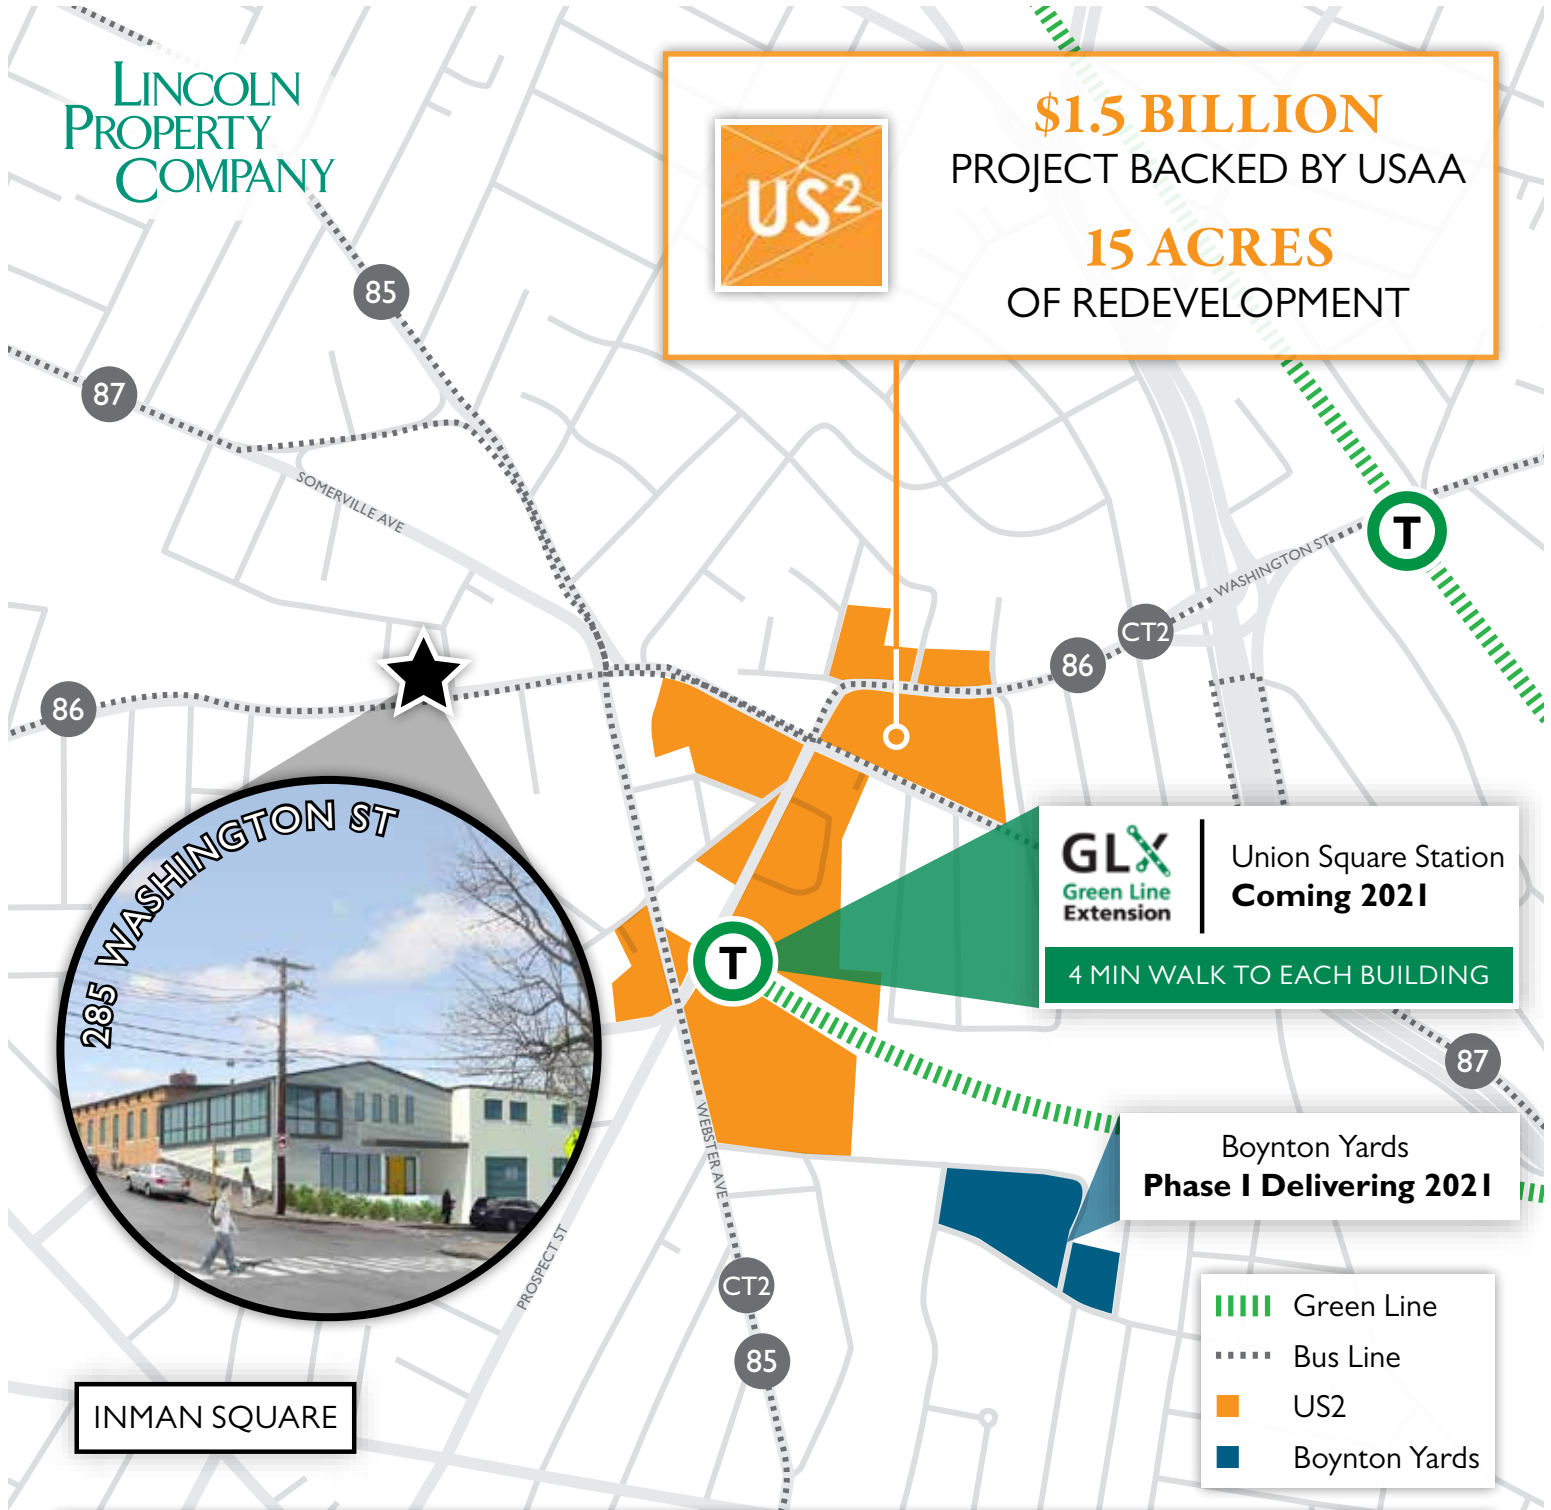 LINCOLN
PROPERTY
COMPANY
US²
$1.5 BILLION
PROJECT BACKED BY USAA
15 ACRES
OF REDEVELOPMENT
85
87
SOMERVILLE AVE
T
WASHINGTON ST
CT2
86
86
285 WASHINGTON ST
GLX
Green Line
Extension
Union Square Station
Coming 2021
4 MIN WALK TO EACH BUILDING
T
87
Boynton Yards
Phase I Delivering 2021
WEBSTER AVE
PROSPECT ST
CT2
85
INMAN SQUARE
Green Line
Bus Line
US2
Boynton Yards